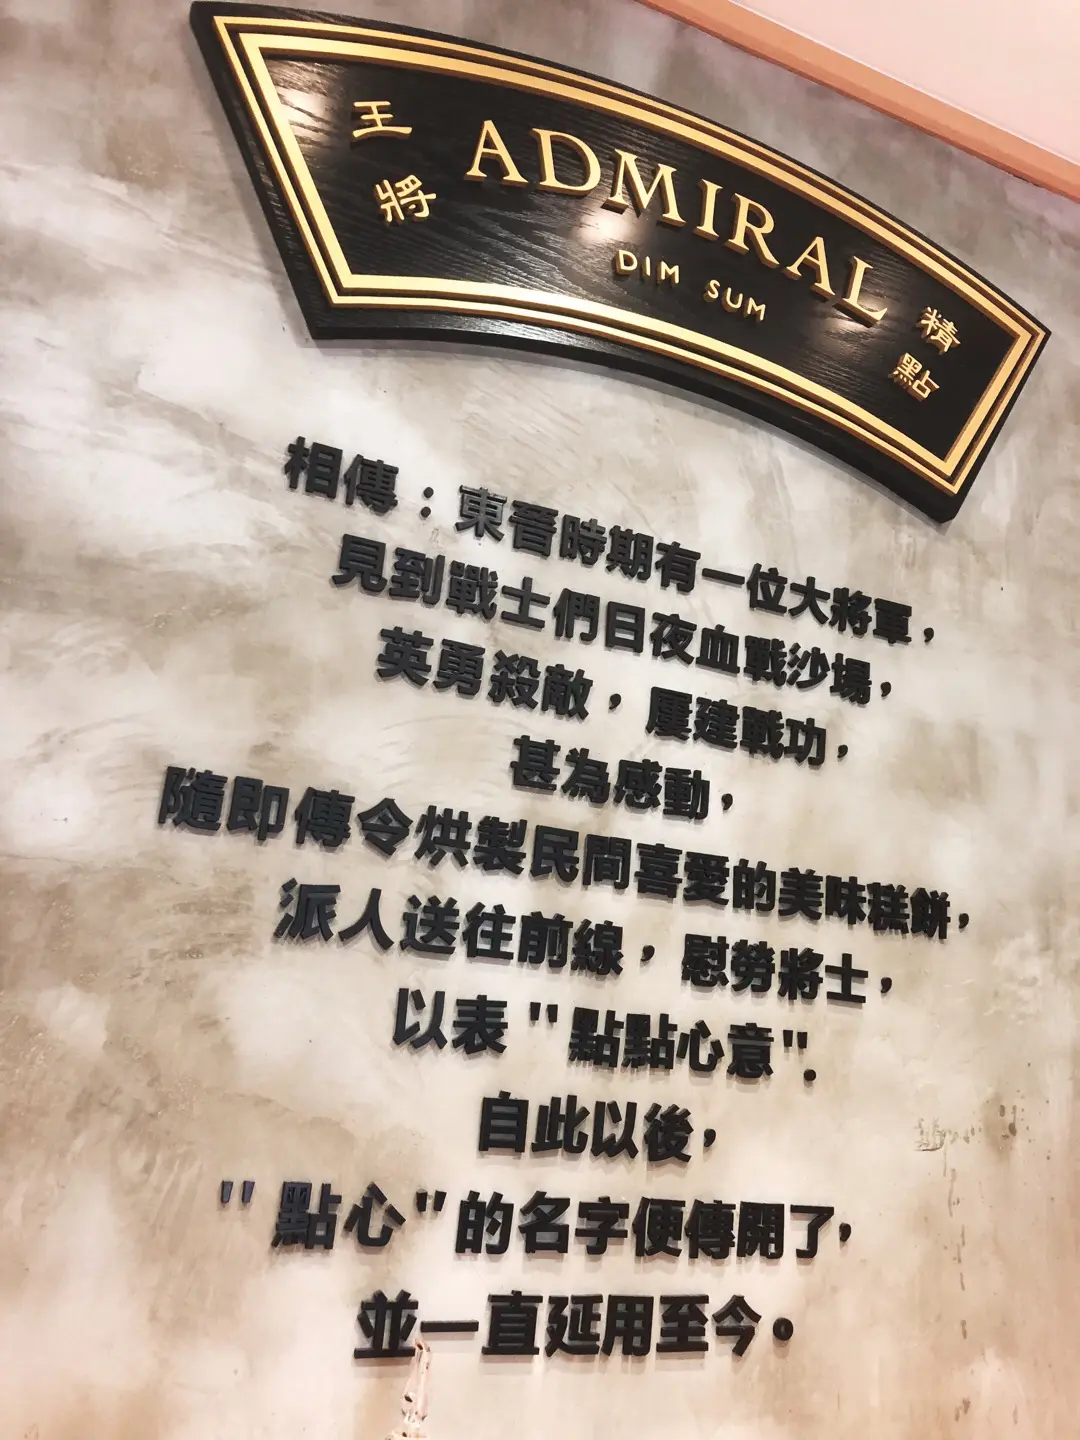 王將
ADMIRAL
DIM SUM
精點
相傳：東晉時期有一位大將軍，
見到戰士們日夜血戰沙場，
英勇殺敵，屢建戰功，
甚為感動，
隨即傳令烘製民間喜愛的美味糕餅，
派人送往前線，慰勞將士，
以表"點點心意".
自此以後，
"點心"的名字便傳開了，
並一直延用至今。